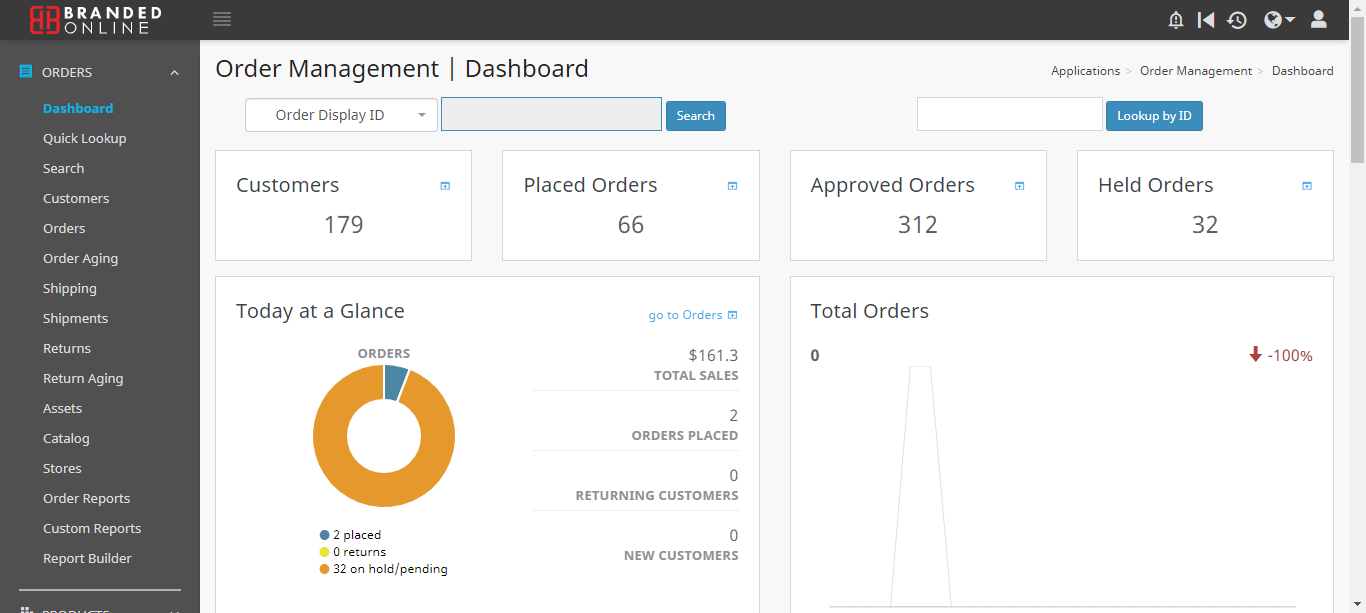 BRANDED
ONLINE
ORDERS
Dashboard
Quick Lookup
Search
Customers
Orders
Order Aging
Shipping
Shipments
Returns
Return Aging
Assets
Catalog
Stores
Order Reports
Custom Reports
Report Builder
PRODUCTS
Order Management | Dashboard
Applications > Order Management > Dashboard
Order Display ID
Search
Lookup by ID
Customers
179
Placed Orders
66
Approved Orders
312
Held Orders
32
Today at a Glance
go to Orders
ORDERS
2 placed
0 returns
32 on hold/pending
$161.3
TOTAL SALES
2
ORDERS PLACED
0
RETURNING CUSTOMERS
0
NEW CUSTOMERS
Total Orders
0
-100%